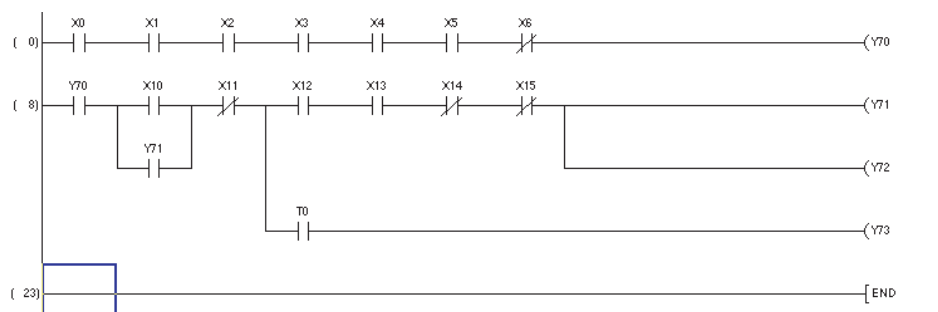 X0 X1 X2 X3 X4 X5 X6
( 0) (Y70
Y70 X10 X11 X12 X13 X14 X15
( 8) (Y71
Y71
(Y72
T0
(Y73
( 23) [END